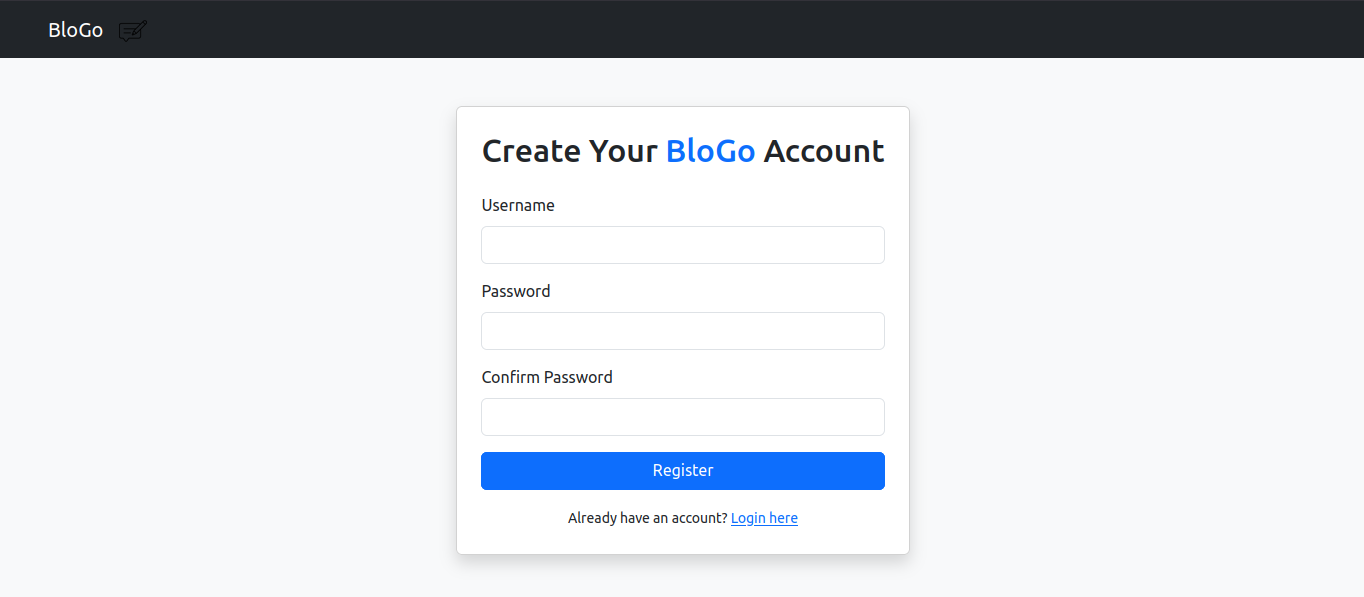 BloGo
Create Your BloGo Account
Username
Password
Confirm Password
Register
Already have an account? Login here